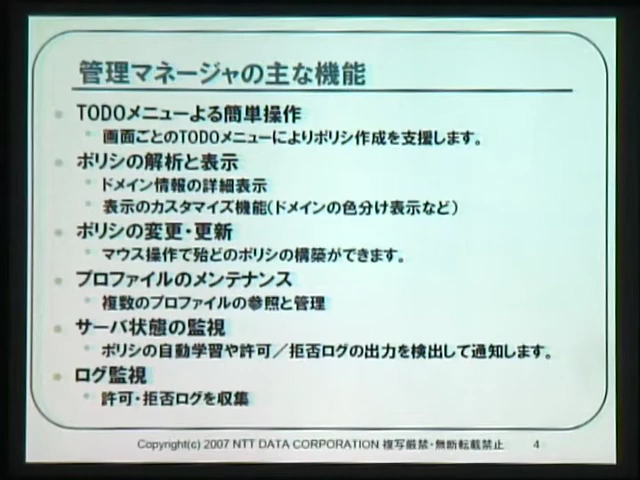 管理マネージャの主な機能
TODOメニューよる簡単操作
画面ごとのTODOメニューによりポリシ作成を支援します。
ポリシの解析と表示
ドメイン情報の詳細表示
表示のカスタマイズ機能(ドメインの色分け表示など)
ポリシの変更・更新
マウス操作で殆どのポリシの構築ができます。
プロファイルのメンテナンス
複数のプロファイルの参照と管理
サーバ状態の監視
ポリシの自動学習や許可／拒否ログの出力を検出して通知します。
ログ監視
許可・拒否ログを収集
Copyright(c) 2007 NTT DATA CORPORATION 複写厳禁・無断転載禁止 4